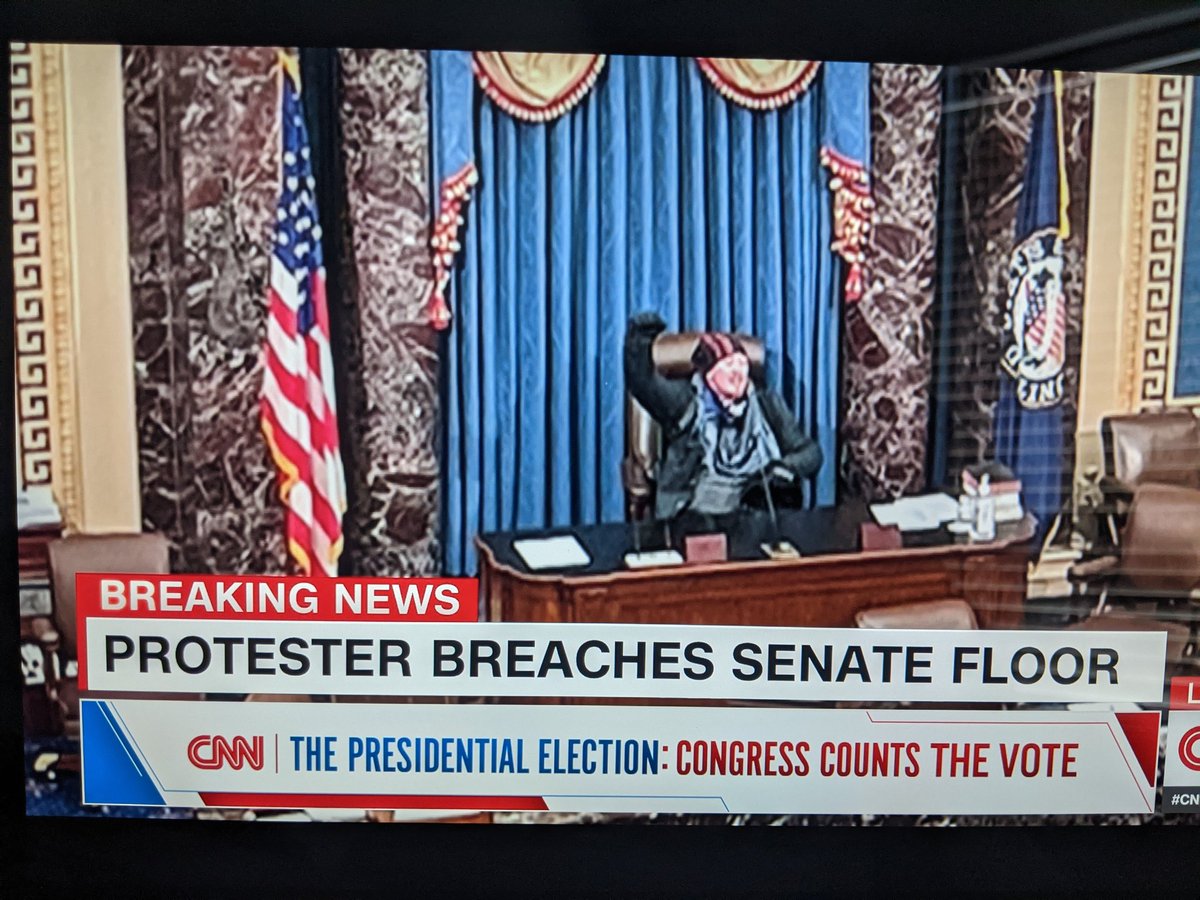 BREAKING NEWS
PROTESTER BREACHES SENATE FLOOR
CNN THE PRESIDENTIAL ELECTION: CONGRESS COUNTS THE VOTE
#CN